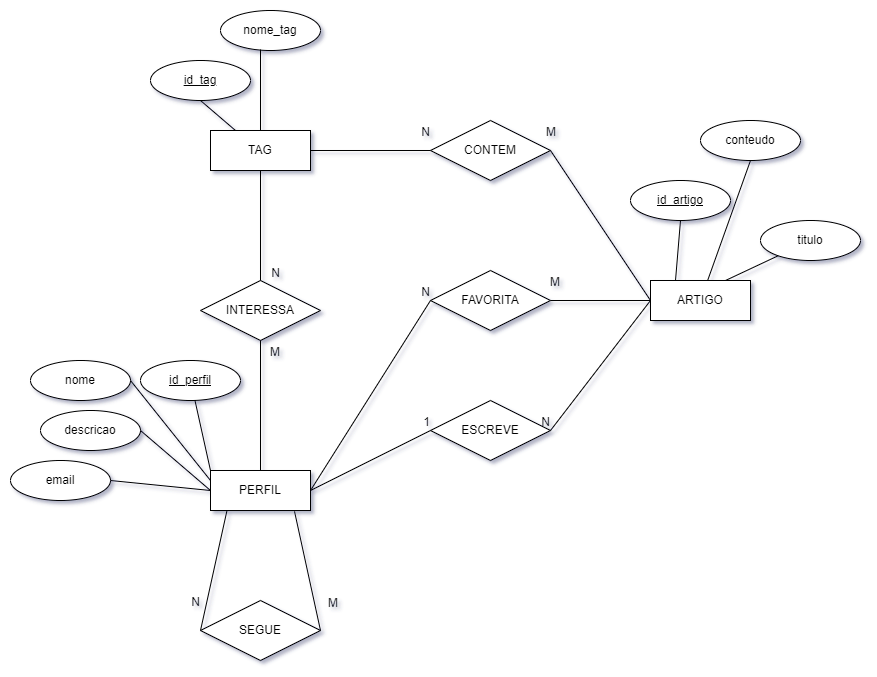 nome_tag
id_tag
TAG
N
CONTEM
M
conteudo
id_artigo
titulo
N
INTERESSA
M
N
FAVORITA
M
ARTIGO
nome
id_perfil
descricao
email
1
ESCREVE
N
PERFIL
N
SEGUE
M